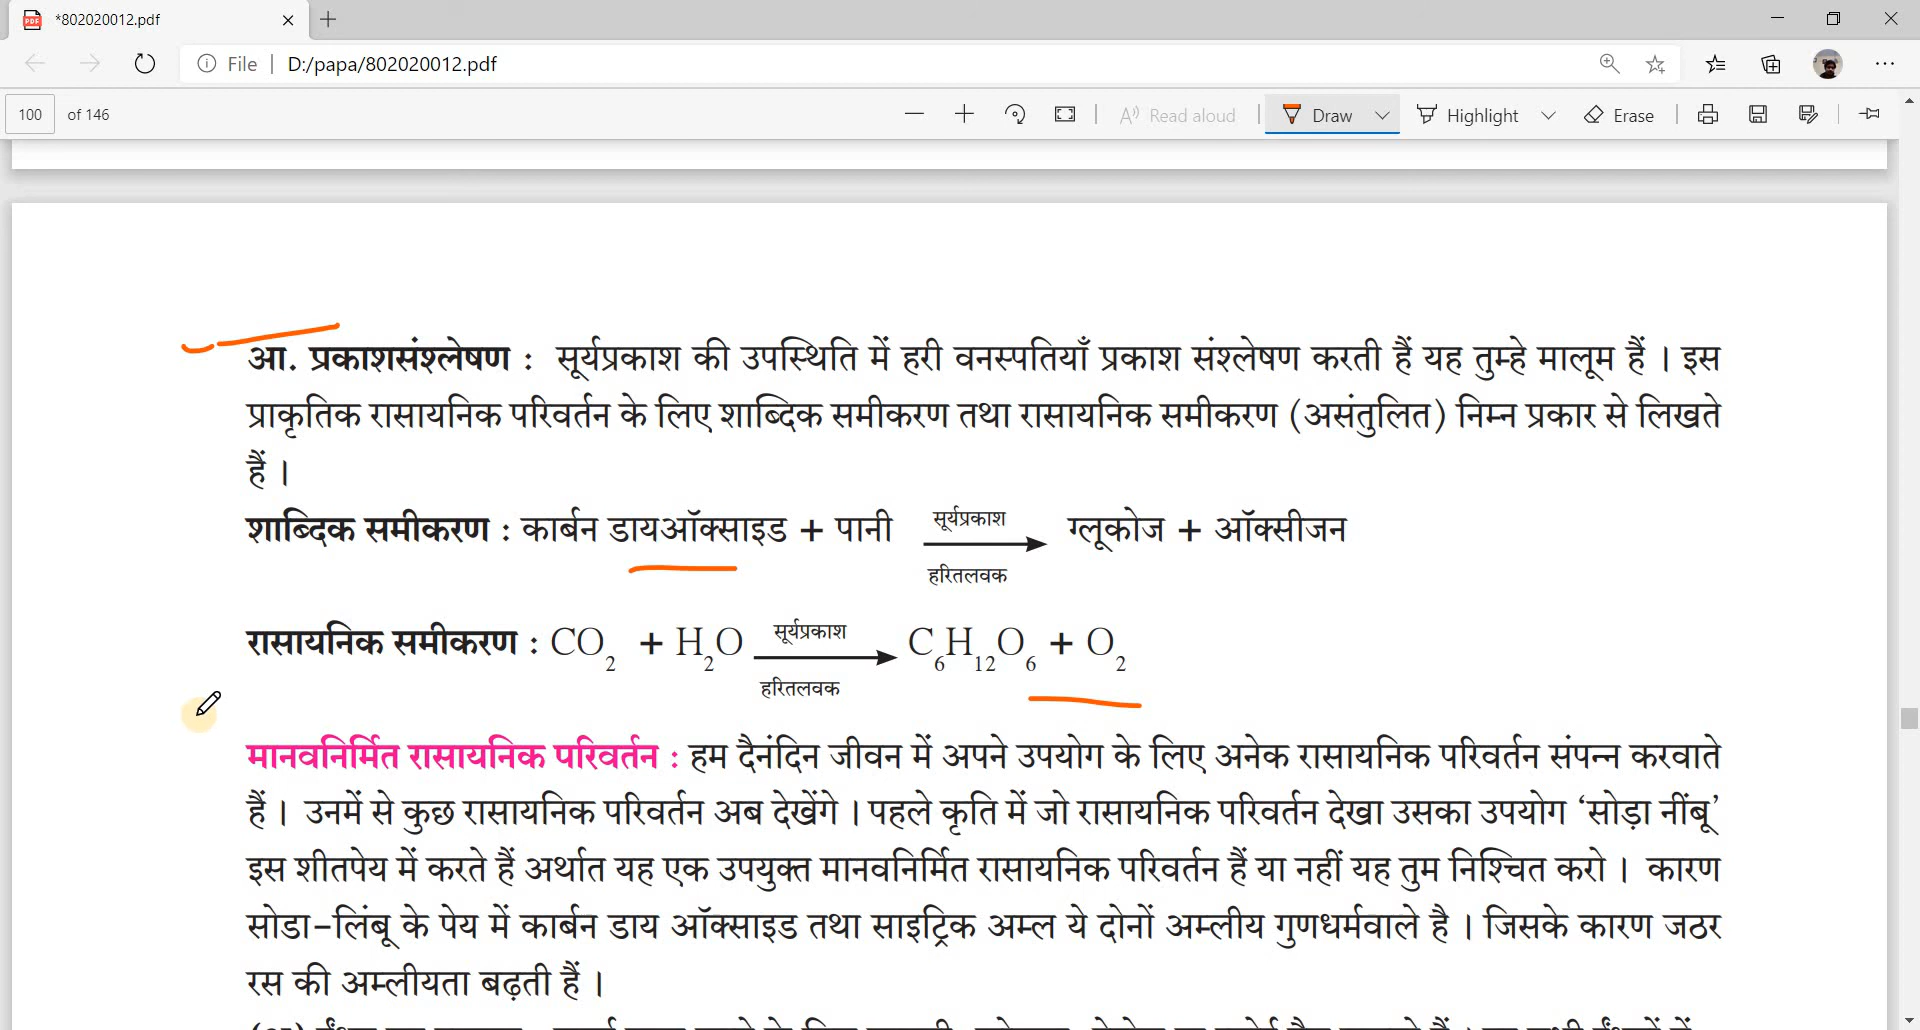 *802020012.pdf
File | D:/papa/802020012.pdf
100 of 146 Read aloud Draw Highlight Erase
आ. प्रकाशसंश्लेषण : सूर्यप्रकाश की उपस्थिति में हरी वनस्पतियाँ प्रकाश संश्लेषण करती हैं यह तुम्हे मालूम हैं । इस
प्राकृतिक रासायनिक परिवर्तन के लिए शाब्दिक समीकरण तथा रासायनिक समीकरण (असंतुलित) निम्न प्रकार से लिखते
हैं ।
सूर्यप्रकाश
शाब्दिक समीकरण : कार्बन डायऑक्साइड + पानी ⟶ ग्लूकोज + ऑक्सीजन
हरितलवक
सूर्यप्रकाश
रासायनिक समीकरण : CO₂ + H₂O ⟶ C₆H₁₂O₆ + O₂
हरितलवक
मानवनिर्मित रासायनिक परिवर्तन : हम दैनंदिन जीवन में अपने उपयोग के लिए अनेक रासायनिक परिवर्तन संपन्न करवाते
हैं । उनमें से कुछ रासायनिक परिवर्तन अब देखेंगे । पहले कृति में जो रासायनिक परिवर्तन देखा उसका उपयोग ‘सोड़ा नींबू’
इस शीतपेय में करते हैं अर्थात यह एक उपयुक्त मानवनिर्मित रासायनिक परिवर्तन हैं या नहीं यह तुम निश्चित करो । कारण
सोडा-लिंबू के पेय में कार्बन डाय ऑक्साइड तथा साइट्रिक अम्ल ये दोनों अम्लीय गुणधर्मवाले है । जिसके कारण जठर
रस की अम्लीयता बढ़ती हैं ।